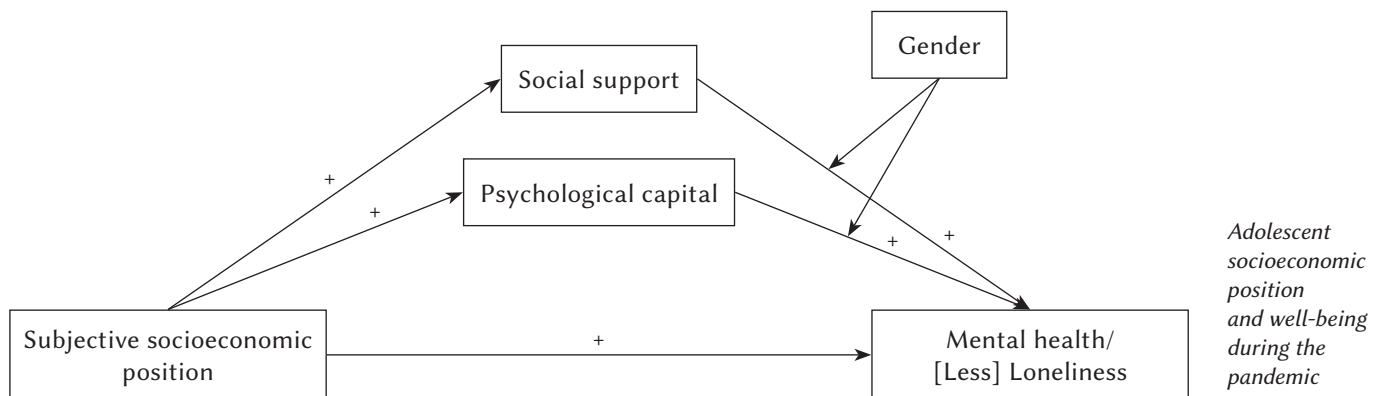 Gender
Social support
+
Psychological capital
+
+
+
Adolescent
socioeconomic
position
and well-being
during the
pandemic
Subjective socioeconomic
position
+
Mental health/
[Less] Loneliness